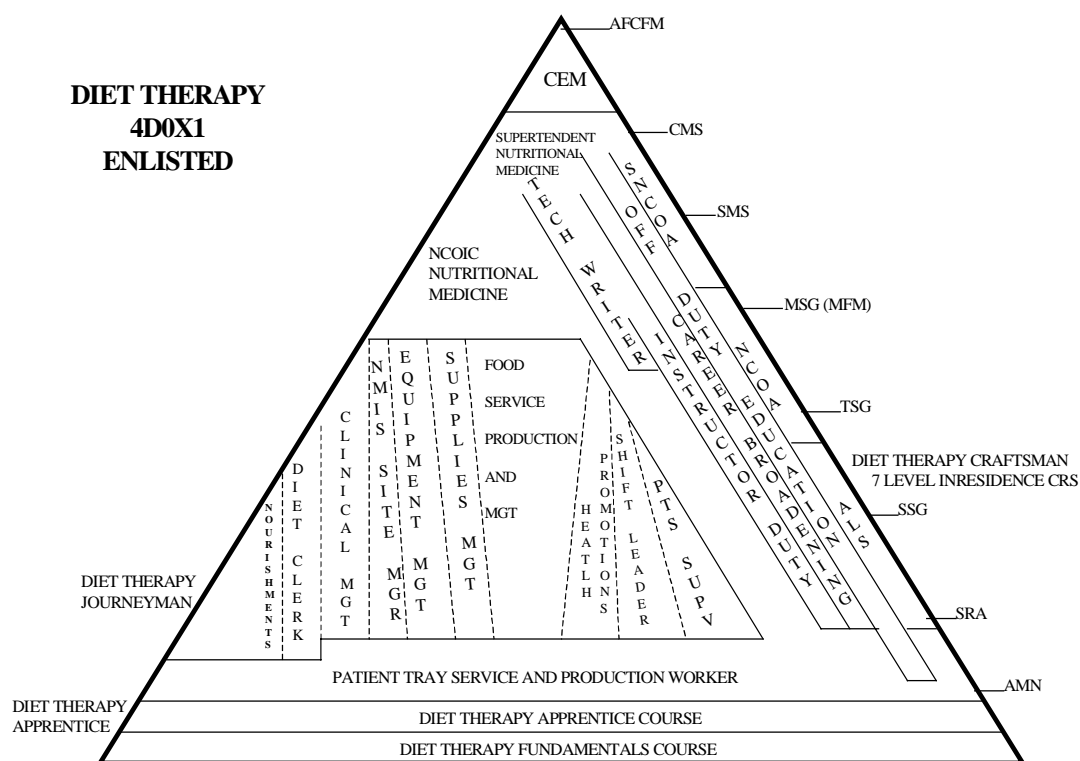 AFCFM
CEM
DIET THERAPY
4D0X1
ENLISTED
CMS
SUPERTENDENT
NUTRITIONAL
MEDICINE
SNCOA
SMS
OFF DUTY EDUCATION
TECH WRITER
NCOIC
NUTRITIONAL
MEDICINE
MSG (MFM)
CAREER BROADENING
INSTRUCTOR DUTY
NCOA
TSG
NMIS SITE MGR
EQUIPMENT MGT
SUPPLIES MGT
FOOD
SERVICE
PRODUCTION
AND
MGT
CLINICAL MGT
DIET CLERK
NOURISHMENTS
HEATLH
PROMOTIONS
SHIFT LEADER
PTS SUPV
DIET THERAPY CRAFTSMAN
7 LEVEL INRESIDENCE CRS
SSG
ALS
DIET THERAPY
JOURNEYMAN
SRA
PATIENT TRAY SERVICE AND PRODUCTION WORKER
AMN
DIET THERAPY
APPRENTICE
DIET THERAPY APPRENTICE COURSE
DIET THERAPY FUNDAMENTALS COURSE